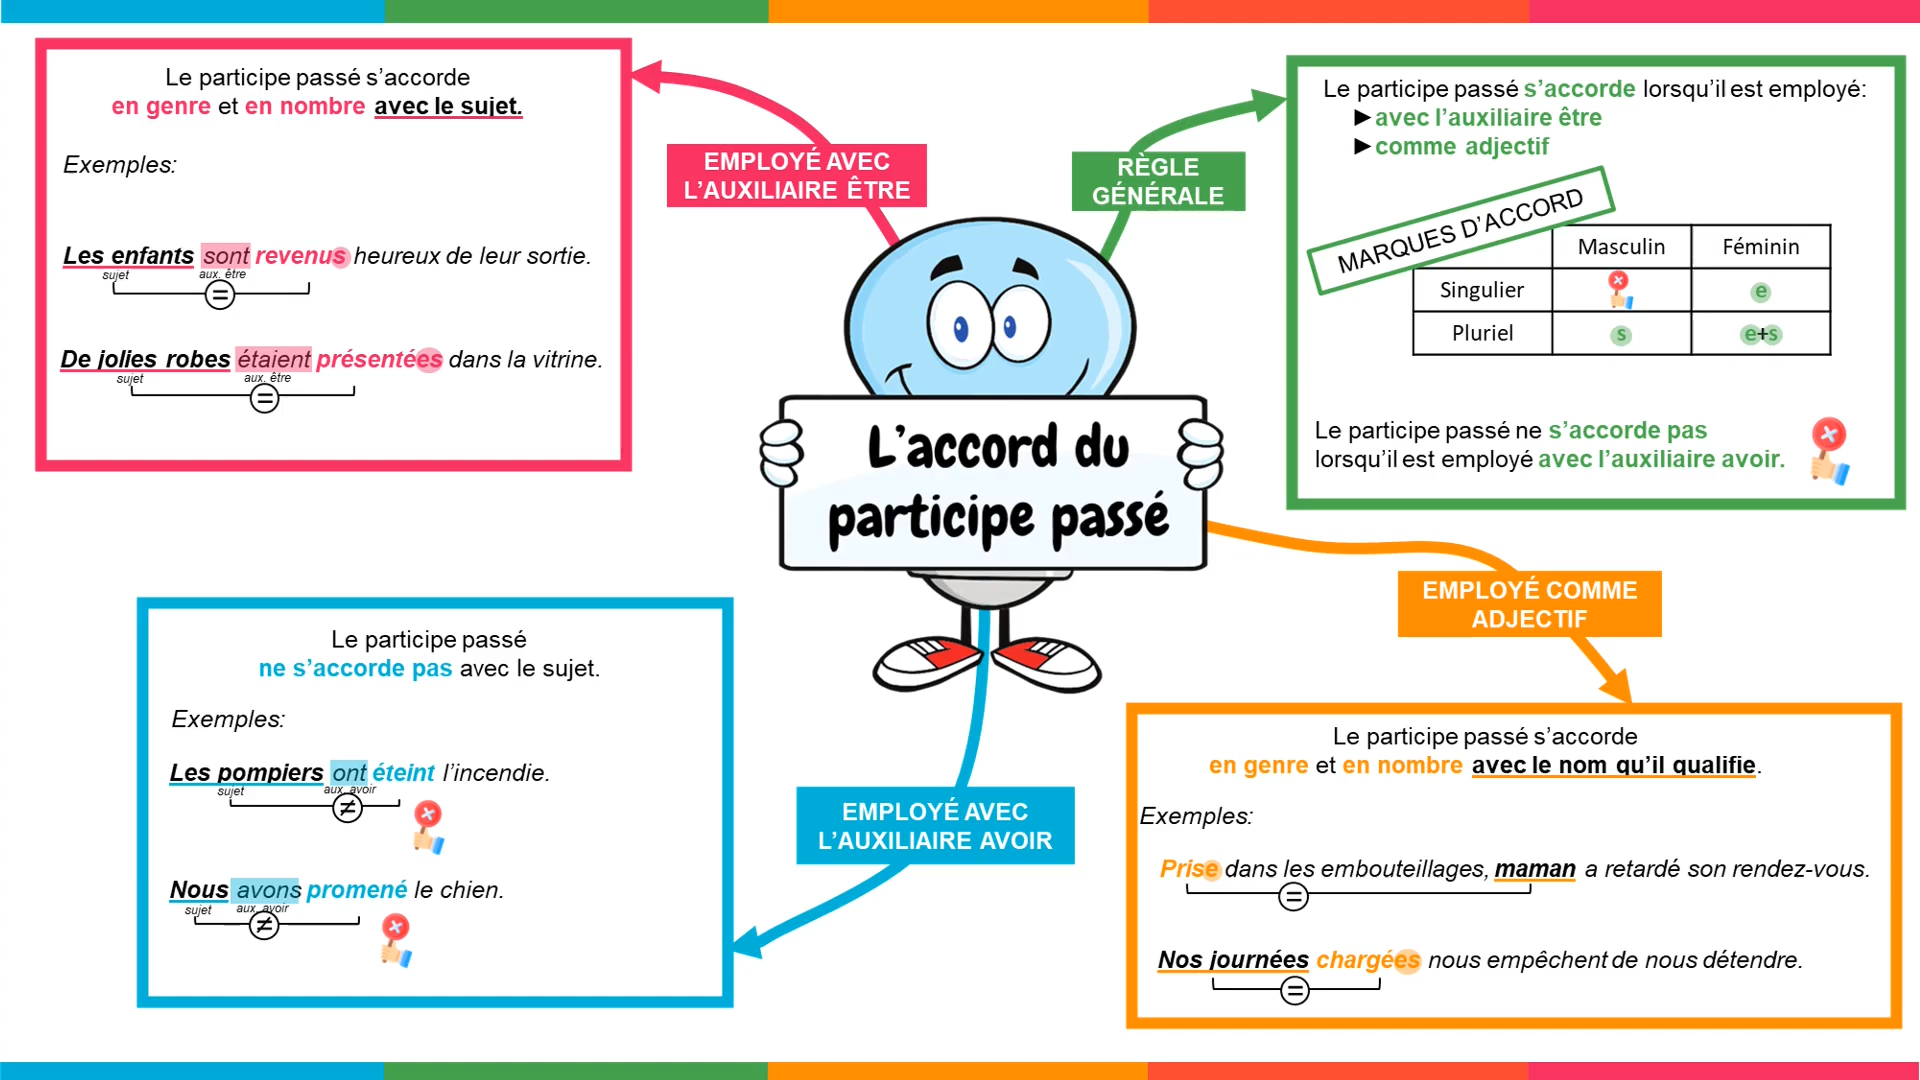 L'accord du
participe passé
RÈGLE
GÉNÉRALE
Le participe passé s'accorde lorsqu'il est employé:
►avec l'auxiliaire être
►comme adjectif
MARQUES D'ACCORD
Masculin Féminin
Singulier e
Pluriel s e+s
Le participe passé ne s'accorde pas
lorsqu'il est employé avec l'auxiliaire avoir.
EMPLOYÉ AVEC
L'AUXILIAIRE ÊTRE
Le participe passé s'accorde
en genre et en nombre avec le sujet.
Exemples:
Les enfants sont revenus heureux de leur sortie.
sujet aux. être
=
De jolies robes étaient présentées dans la vitrine.
sujet aux. être
=
EMPLOYÉ COMME
ADJECTIF
Le participe passé s'accorde
en genre et en nombre avec le nom qu'il qualifie.
Exemples:
Prise dans les embouteillages, maman a retardé son rendez-vous.
=
Nos journées chargées nous empêchent de nous détendre.
=
EMPLOYÉ AVEC
L'AUXILIAIRE AVOIR
Le participe passé
ne s'accorde pas avec le sujet.
Exemples:
Les pompiers ont éteint l'incendie.
sujet aux. avoir
≠
Nous avons promené le chien.
sujet aux. avoir
≠